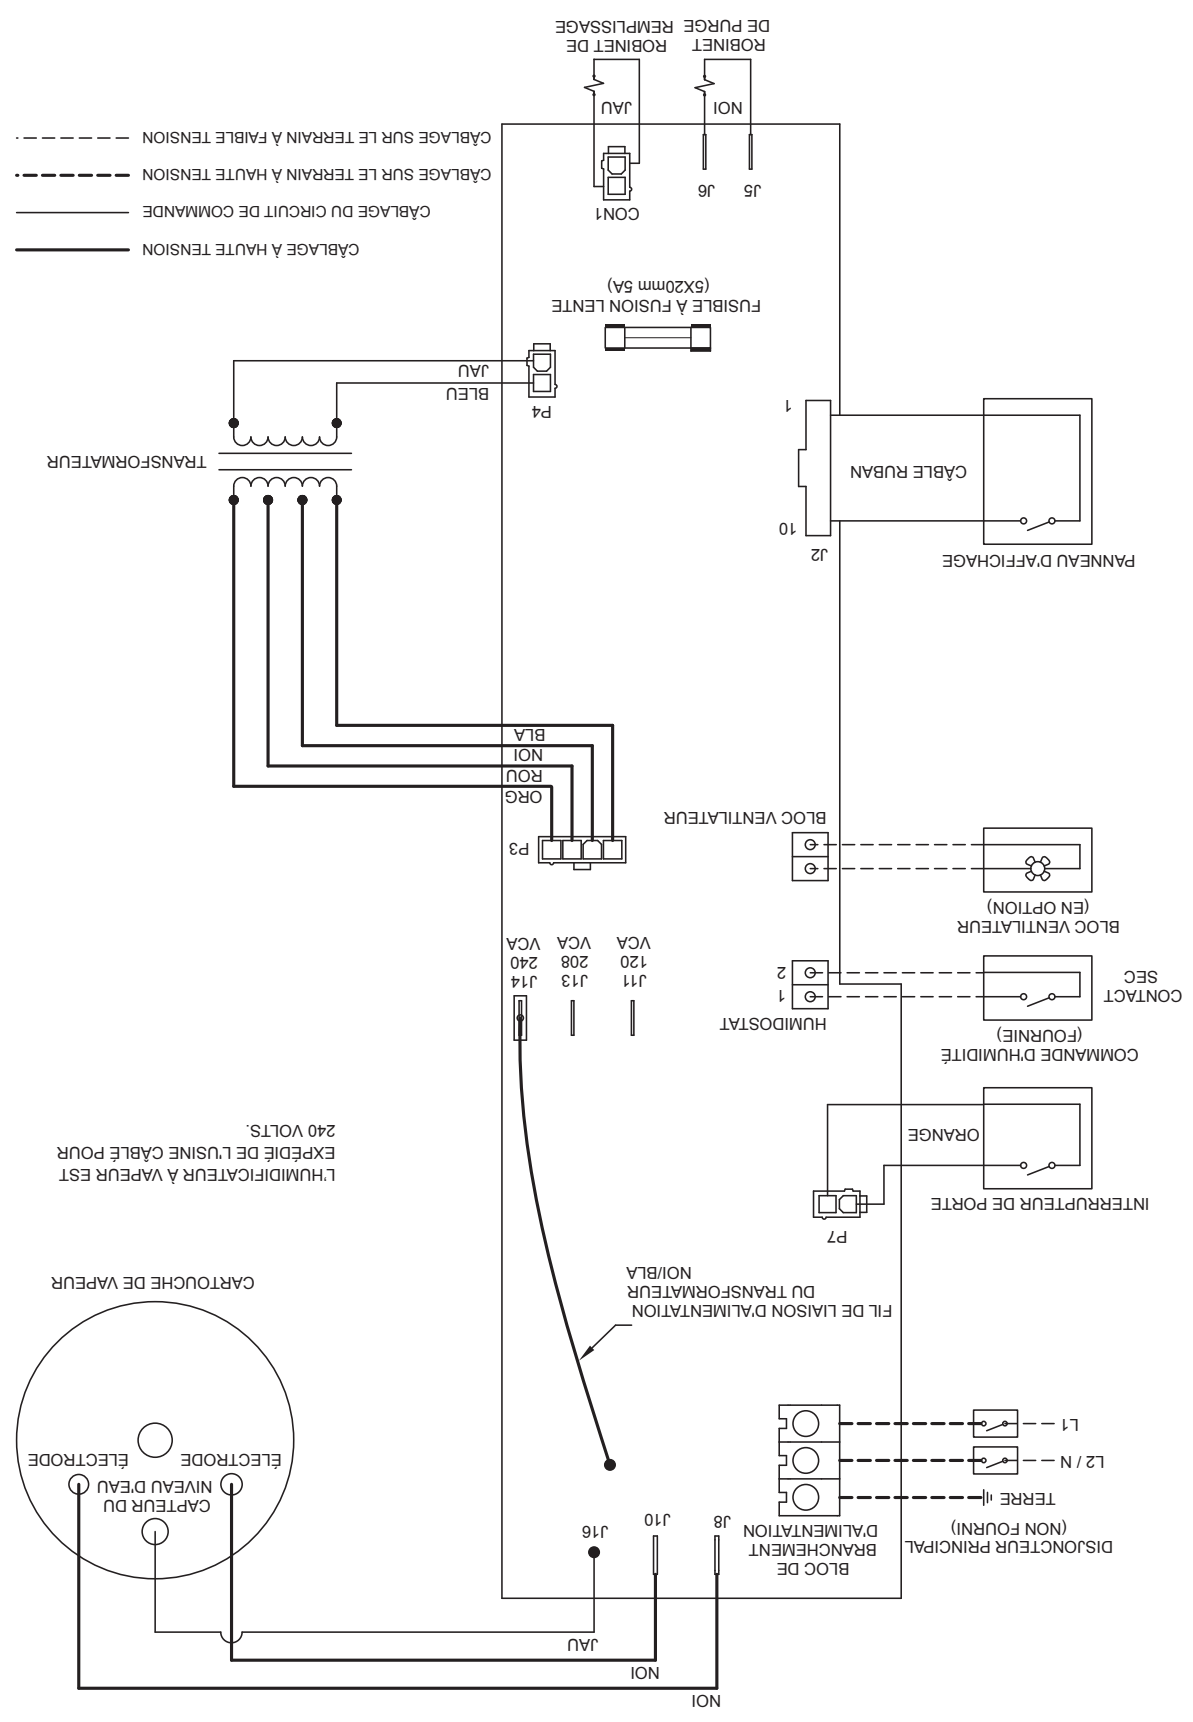 NOI
NOI
JAU
DISJONCTEUR PRINCIPAL
(NON FOURNI)
TERRE
L2 / N
L1
BLOC DE
BRANCHEMENT
D'ALIMENTATION
J8
J10
J16
CAPTEUR DU
NIVEAU D'EAU
ÉLECTRODE
ÉLECTRODE
CARTOUCHE DE VAPEUR
FIL DE LIAISON D'ALIMENTATION
DU TRANSFORMATEUR
NOI/BLA
INTERRUPTEUR DE PORTE
P7
ORANGE
L'HUMIDIFICATEUR À VAPEUR EST
EXPÉDIÉ DE L'USINE CÂBLÉ POUR
240 VOLTS.
COMMANDE D'HUMIDITÉ
(FOURNIE)
CONTACT
SEC
HUMIDOSTAT
1
2
J11
120
VCA
J13
208
VCA
J14
240
VCA
BLOC VENTILATEUR
(EN OPTION)
BLOC VENTILATEUR
P3
ORG
ROU
NOI
BLA
PANNEAU D'AFFICHAGE
J2
10
CÂBLE RUBAN
1
TRANSFORMATEUR
P4
BLEU
JAU
FUSIBLE À FUSION LENTE
(5X20mm 5A)
CÂBLAGE À HAUTE TENSION
CÂBLAGE DU CIRCUIT DE COMMANDE
CÂBLAGE SUR LE TERRAIN À HAUTE TENSION
CÂBLAGE SUR LE TERRAIN À FAIBLE TENSION
J5
J6
CON1
NOI
JAU
ROBINET
DE PURGE
ROBINET DE
REMPLISSAGE